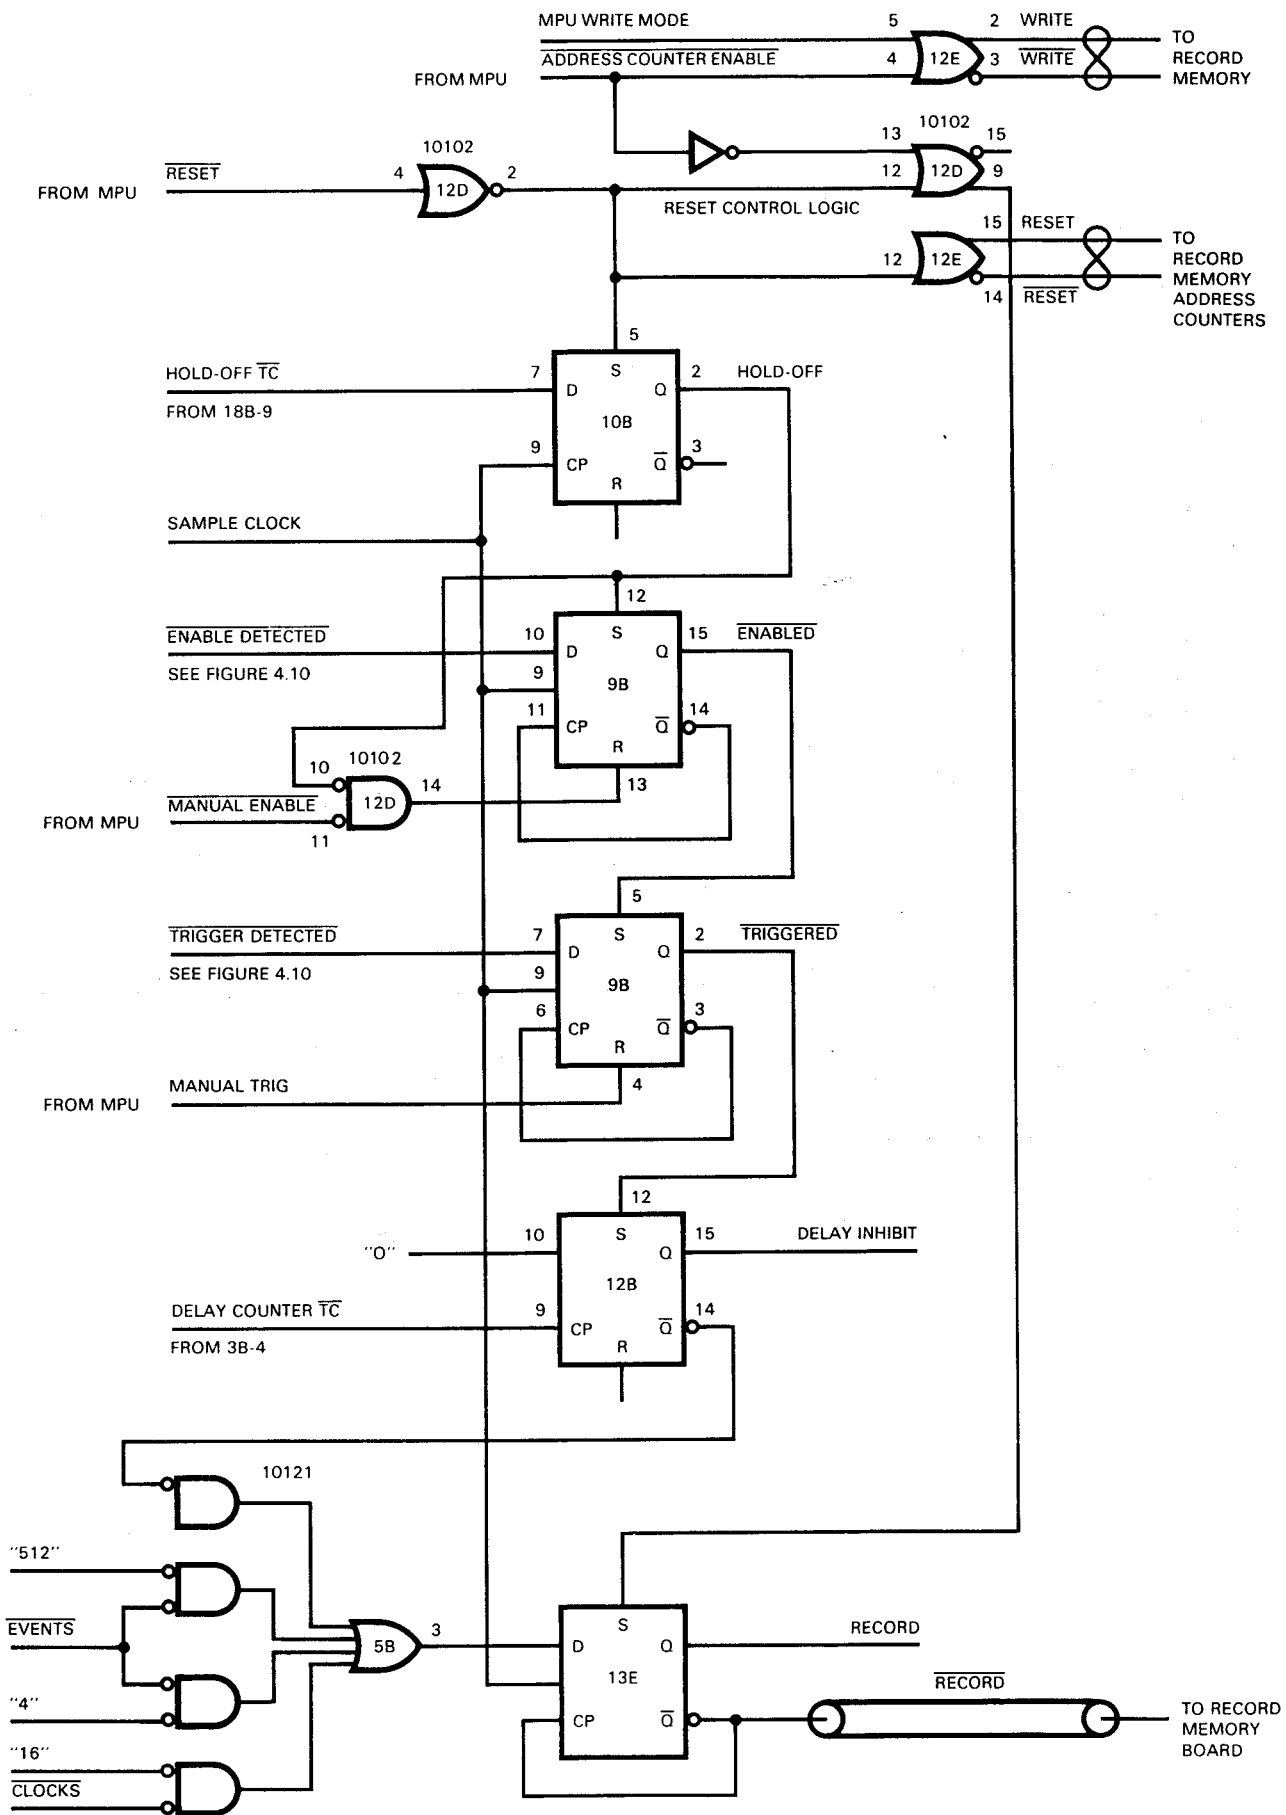 MPU WRITE MODE 5 2 WRITE
ADDRESS COUNTER ENABLE 4 12E 3 WRITE
TO
RECORD
MEMORY
FROM MPU
10102
13 15
12 12D 9
RESET
10102
4 12D 2
FROM MPU
RESET CONTROL LOGIC
15 RESET
12 12E
14 RESET
TO
RECORD
MEMORY
ADDRESS
COUNTERS
5
HOLD-OFF TC 7 S 2 HOLD-OFF
D Q
FROM 18B-9
10B
9 3
CP Q
R
SAMPLE CLOCK
12
ENABLE DETECTED 10 S 15 ENABLED
D Q
SEE FIGURE 4.10 9
9B
11 14
CP Q
R
10 10102
14 13
MANUAL ENABLE 12D
FROM MPU
11
5
TRIGGER DETECTED 7 S 2 TRIGGERED
D Q
SEE FIGURE 4.10 9
9B
6 3
CP Q
R
MANUAL TRIG 4
FROM MPU
12
10 S 15 DELAY INHIBIT
"O" Q
12B
DELAY COUNTER TC 9 14
CP Q
FROM 3B-4
R
10121
"512"
EVENTS
5B 3
S
D Q RECORD
13E
RECORD
"4"
CP Q
TO RECORD
MEMORY
BOARD
"16"
CLOCKS